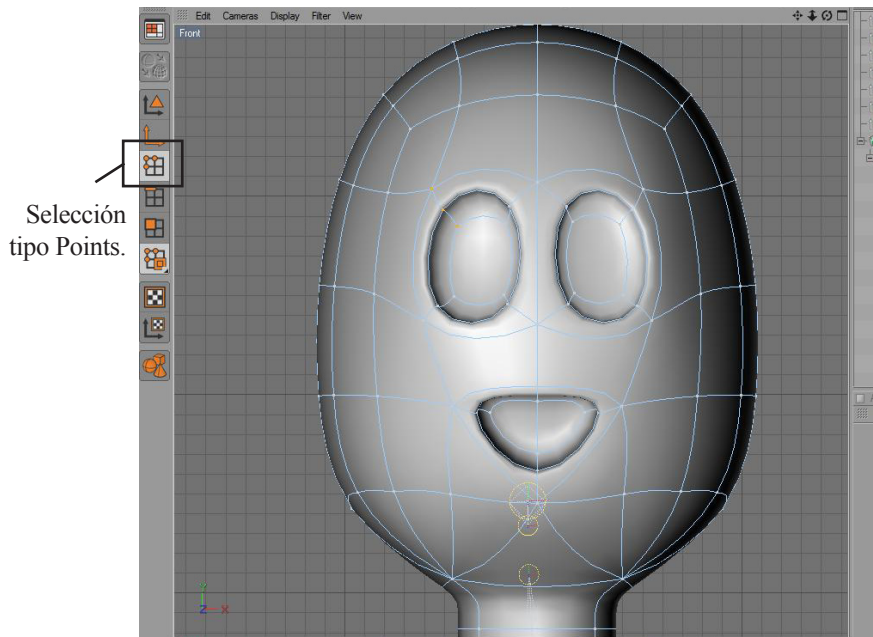 Edit Cameras Display Filter View
Front
Selección
tipo Points.
Y
Z X